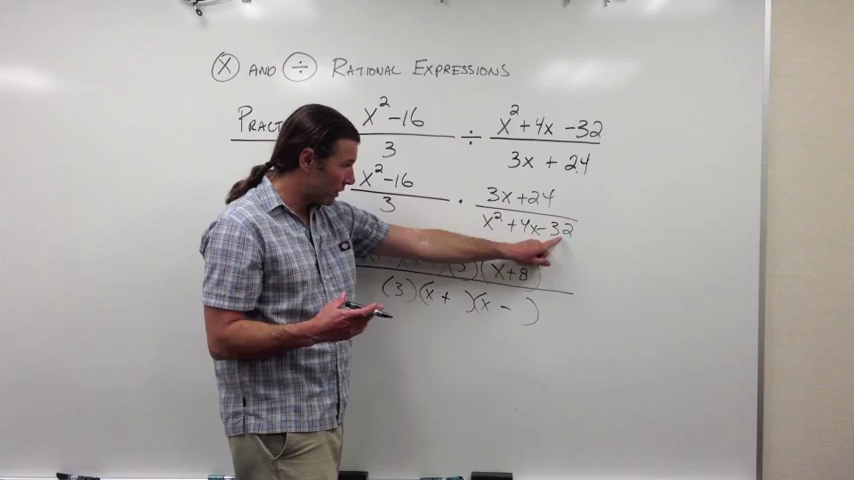 Ⓧ AND ⊕ RATIONAL EXPRESSIONS
x² - 16 / 3 ÷ x² + 4x - 32 / 3x + 24
x² - 16 / 3 · 3x + 24 / x² + 4x - 32
(3)(x + 8)
(3)(x + )(x - )